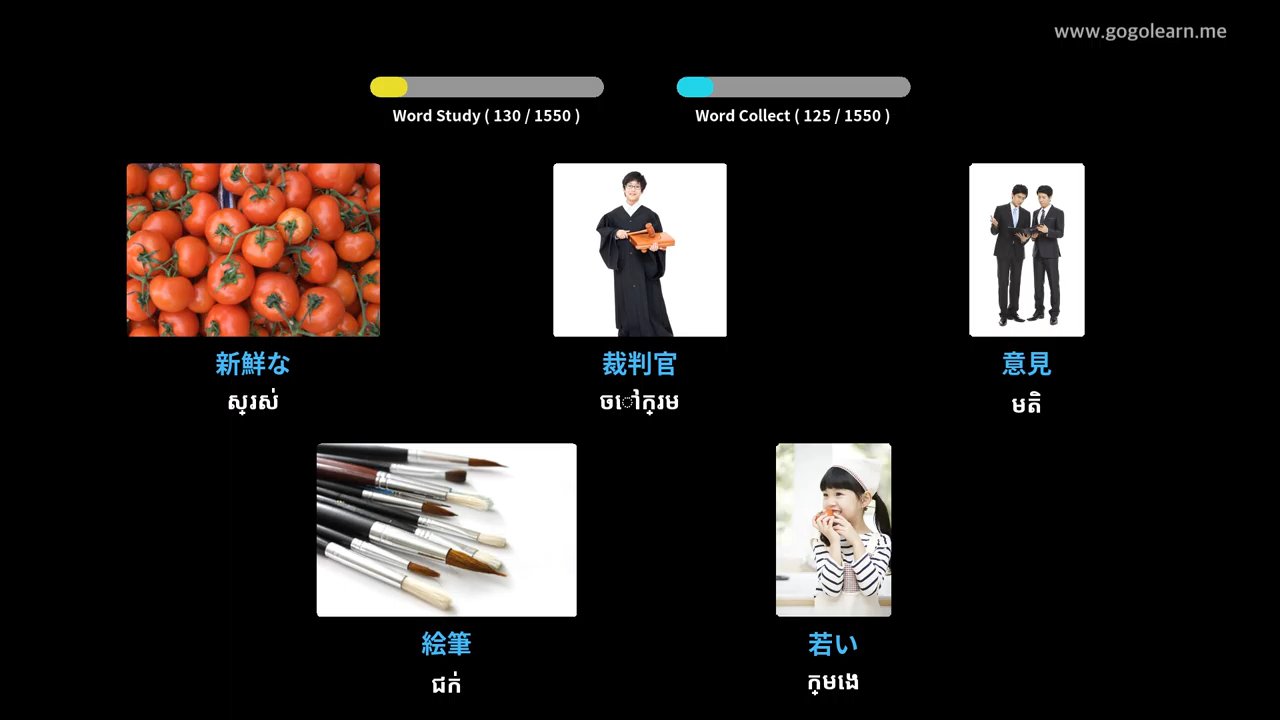 www.gogolearn.me
Word Study ( 130 / 1550 )
Word Collect ( 125 / 1550 )
新鮮な
裁判官
意見
ស្រស់
ចៅក្រម
មតិ
絵筆
若い
ជក់
ក្មេង